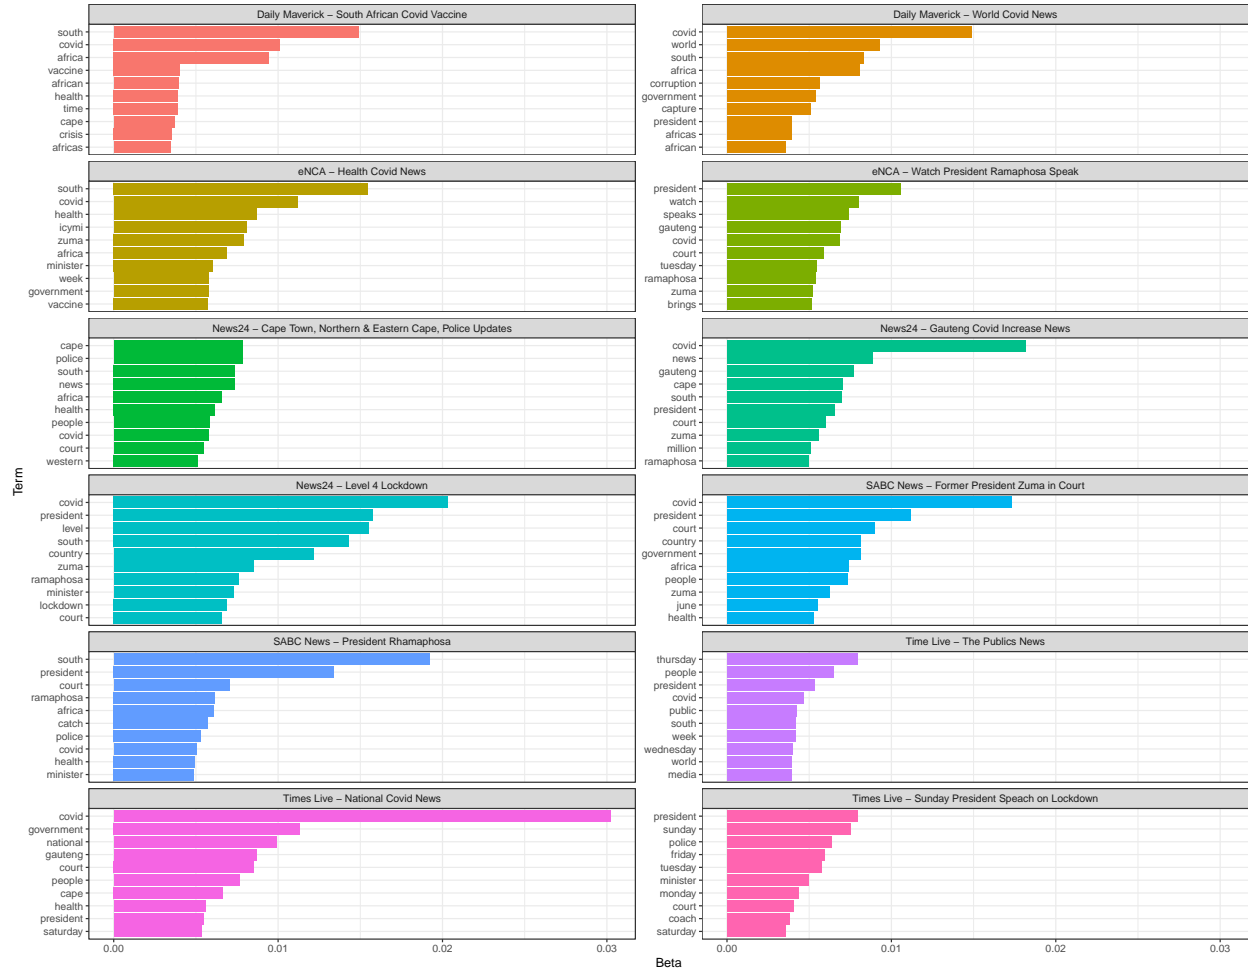 Daily Maverick – South African Covid Vaccine
south
covid
africa
vaccine
african
health
time
cape
crisis
africas
Daily Maverick – World Covid News
covid
world
south
africa
corruption
government
capture
president
africas
african
eNCA – Health Covid News
south
covid
health
icymi
zuma
africa
minister
week
government
vaccine
eNCA – Watch President Ramaphosa Speak
president
watch
speaks
gauteng
covid
court
tuesday
ramaphosa
zuma
brings
News24 – Cape Town, Northern & Eastern Cape, Police Updates
cape
police
south
news
africa
health
people
covid
court
western
News24 – Gauteng Covid Increase News
covid
news
gauteng
cape
south
president
court
zuma
million
ramaphosa
Term
News24 – Level 4 Lockdown
covid
president
level
south
country
zuma
ramaphosa
minister
lockdown
court
SABC News – Former President Zuma in Court
covid
president
court
country
government
africa
people
zuma
june
health
SABC News – President Rhamaphosa
south
president
court
ramaphosa
africa
catch
police
covid
health
minister
Time Live – The Publics News
thursday
people
president
covid
public
south
week
wednesday
world
media
Times Live – National Covid News
covid
government
national
gauteng
court
people
cape
health
president
saturday
Times Live – Sunday President Speach on Lockdown
president
sunday
police
friday
tuesday
minister
monday
court
coach
saturday
0.00 0.01 0.02 0.03 0.00 0.01 0.02 0.03
Beta